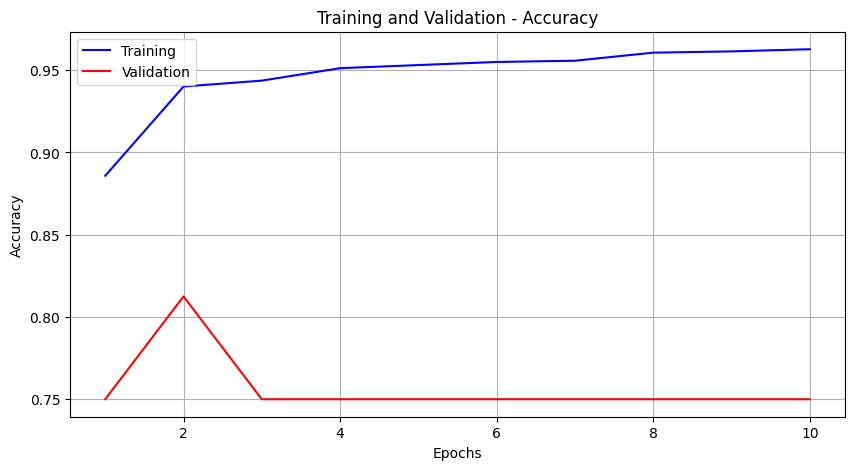 Training and Validation - Accuracy
Training
Validation
0.95
0.90
0.85
0.80
0.75
Accuracy
2 4 6 8 10
Epochs